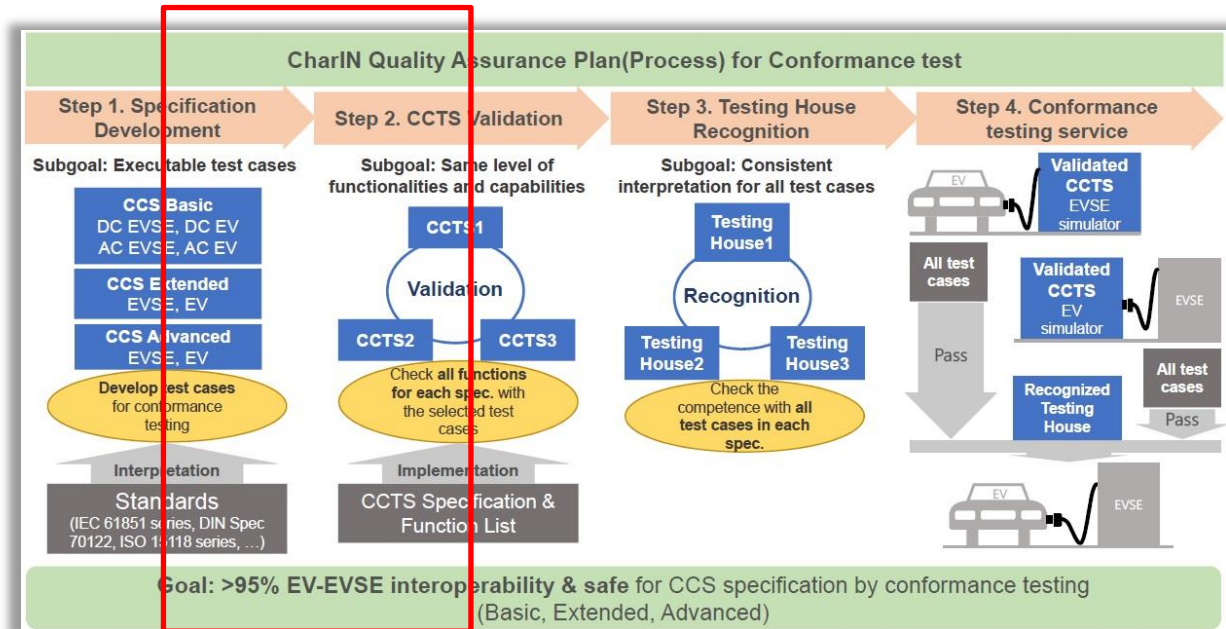 CharIN Quality Assurance Plan(Process) for Conformance test
Step 1. Specification
Development
Subgoal: Executable test cases
CCS Basic
DC EVSE, DC EV
AC EVSE, AC EV
CCS Extended
EVSE, EV
CCS Advanced
EVSE, EV
Develop test cases
for conformance
testing
Interpretation
Standards
(IEC 61851 series, DIN Spec
70122, ISO 15118 series, …)
Step 2. CCTS Validation
Subgoal: Same level of
functionalities and capabilities
CCTS1
Validation
CCTS2
CCTS3
Check all functions
for each spec. with
the selected test
cases
Implementation
CCTS Specification &
Function List
Step 3. Testing House
Recognition
Subgoal: Consistent
interpretation for all test cases
Testing
House1
Recognition
Testing
House2
Testing
House3
Check the
competence with all
test cases in each
spec.
Step 4. Conformance
testing service
EV
Validated
CCTS
EVSE
simulator
All test
cases
Pass
Validated
CCTS
EV
simulator
EVSE
All test
cases
Pass
Recognized
Testing
House
EV
EVSE
Goal: >95% EV-EVSE interoperability & safe for CCS specification by conformance testing
(Basic, Extended, Advanced)